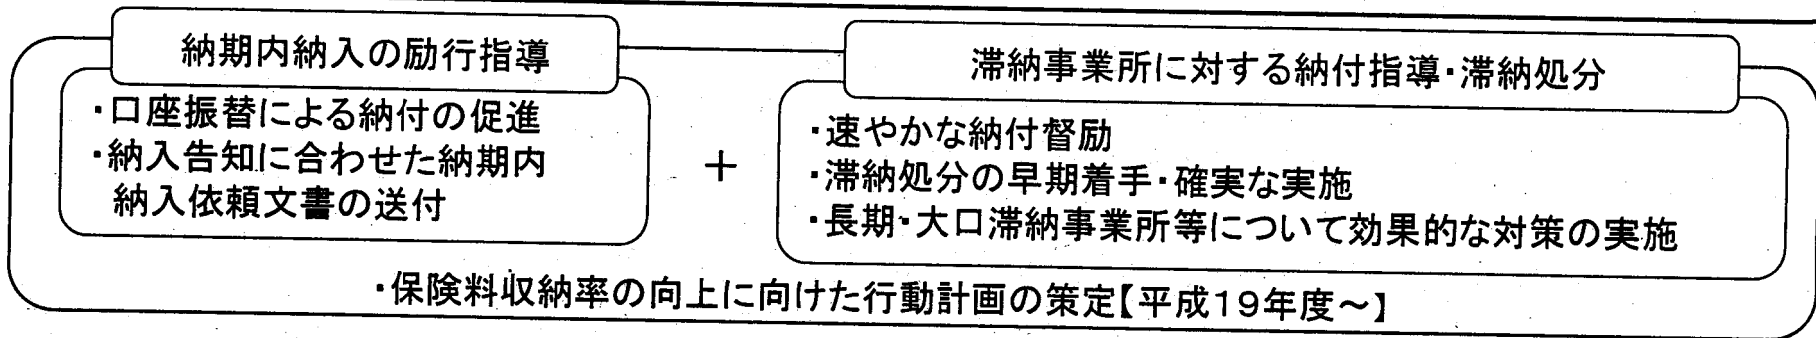 納期内納入の励行指導
・口座振替による納付の促進
・納入告知に合わせた納期内
納入依頼文書の送付
＋
滞納事業所に対する納付指導・滞納処分
・速やかな納付督励
・滞納処分の早期着手・確実な実施
・長期・大口滞納事業所等について効果的な対策の実施
・保険料収納率の向上に向けた行動計画の策定【平成19年度～】